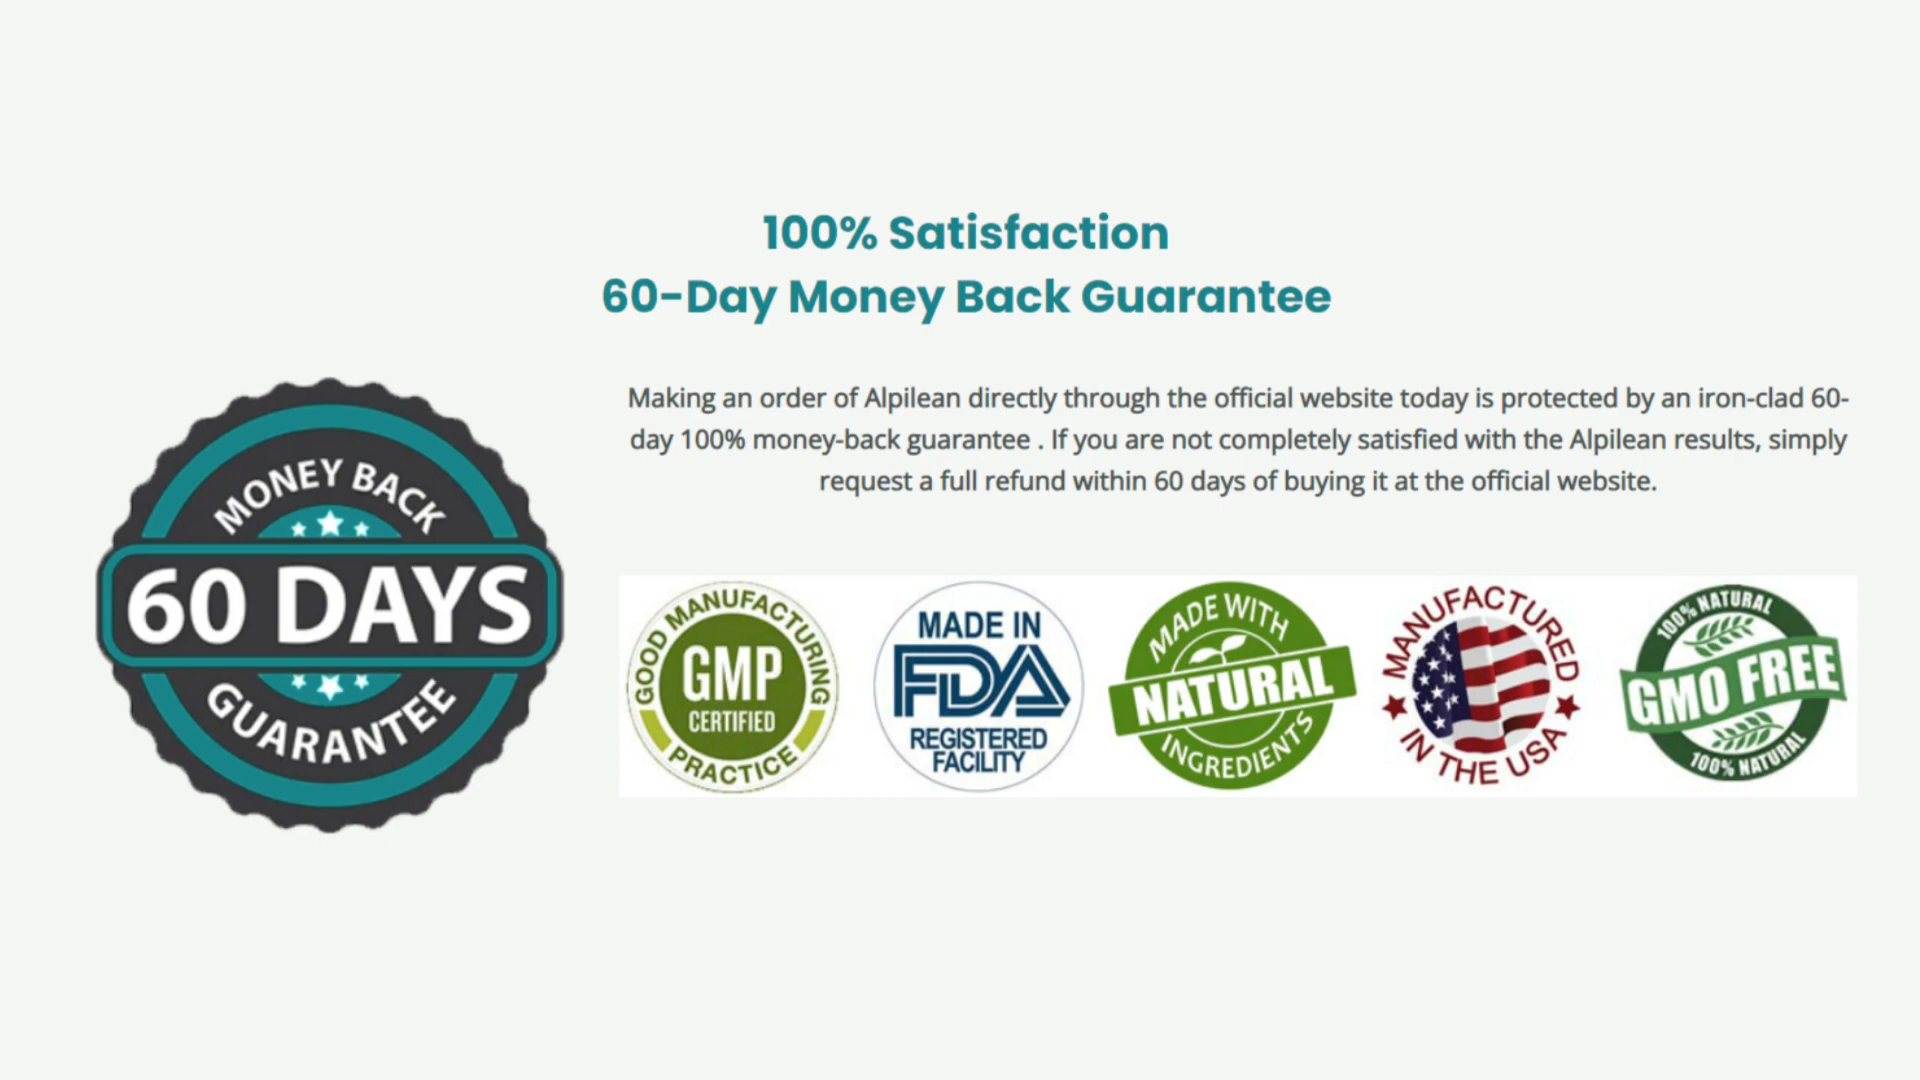 100% Satisfaction
60-Day Money Back Guarantee
Making an order of Alpilean directly through the official website today is protected by an iron-clad 60-
day 100% money-back guarantee . If you are not completely satisfied with the Alpilean results, simply
request a full refund within 60 days of buying it at the official website.
MONEY BACK
60 DAYS
GUARANTEE
GOOD MANUFACTURING
GMP
CERTIFIED
PRACTICE
MADE IN
FDA
REGISTERED
FACILITY
MADE WITH
NATURAL
INGREDIENTS
MANUFACTURED
IN THE USA
100% NATURAL
GMO FREE
100% NATURAL